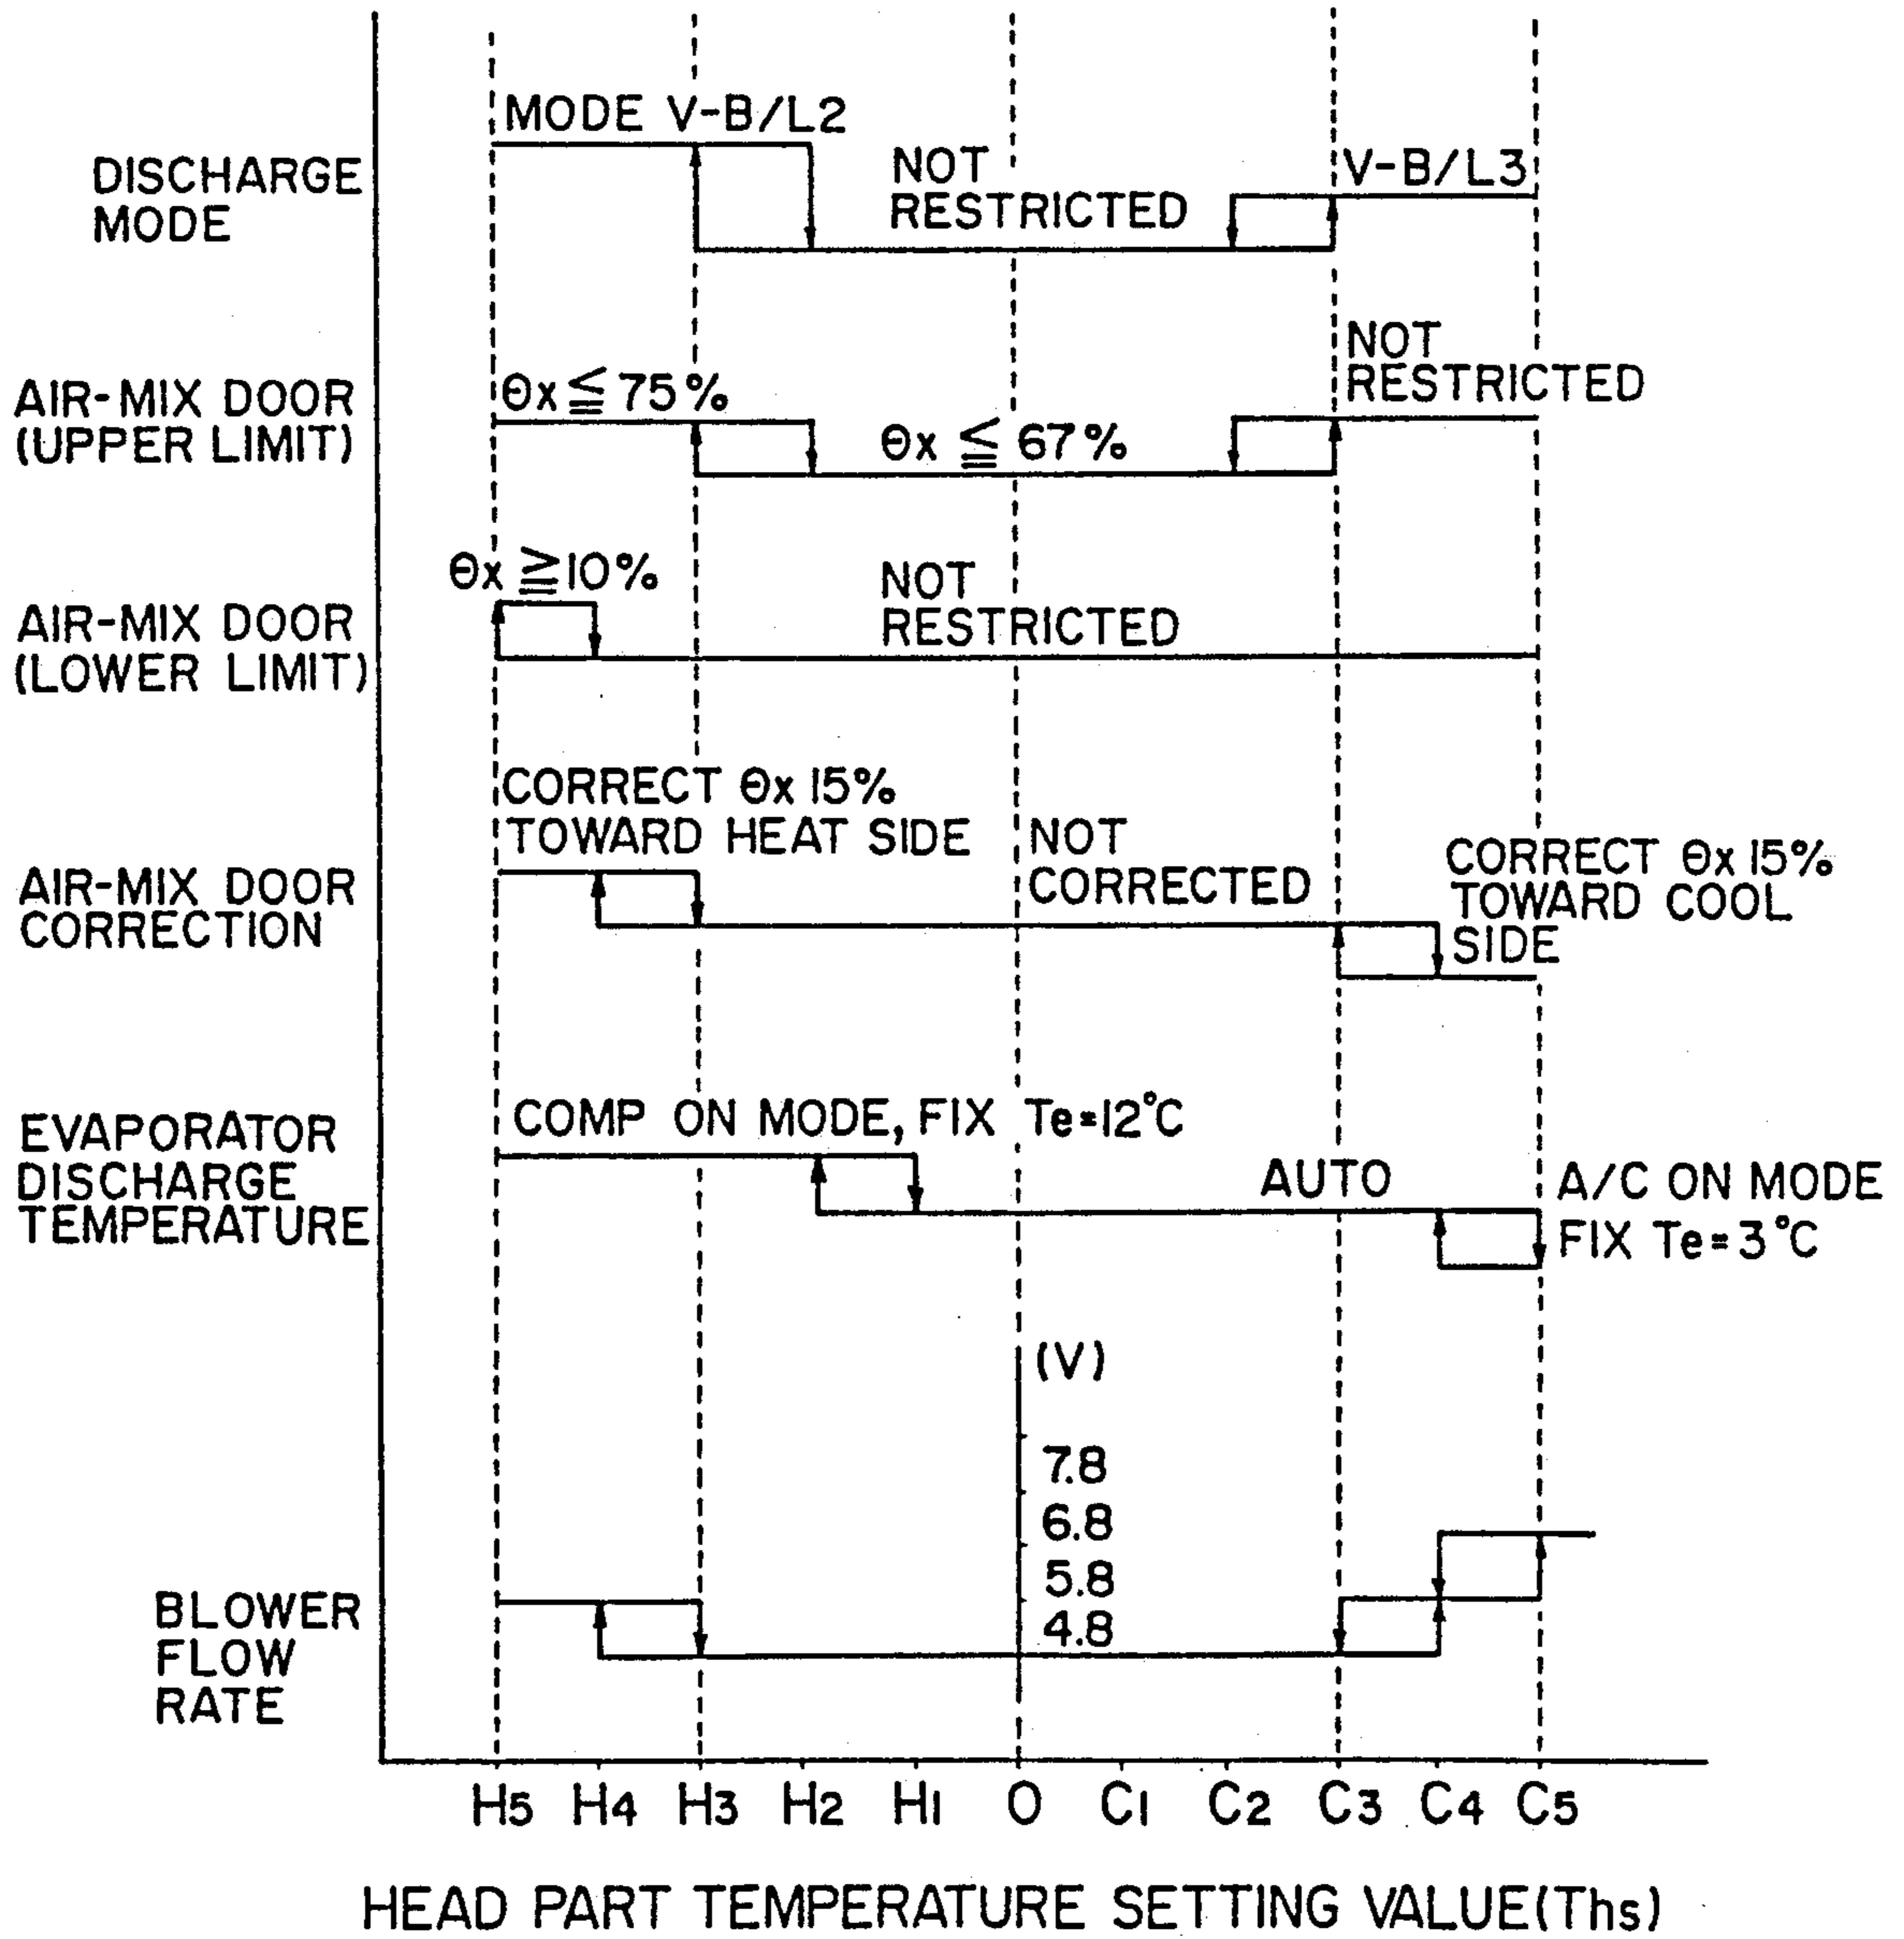 MODE V-B/L2
DISCHARGE
MODE
NOT
RESTRICTED
V-B/L3
AIR-MIX DOOR
(UPPER LIMIT)
θx ≦ 75%
θx ≦ 67%
NOT
RESTRICTED
AIR-MIX DOOR
(LOWER LIMIT)
θx ≧ 10%
NOT
RESTRICTED
AIR-MIX DOOR
CORRECTION
CORRECT θx 15%
TOWARD HEAT SIDE
NOT
CORRECTED
CORRECT θx 15%
TOWARD COOL
SIDE
EVAPORATOR
DISCHARGE
TEMPERATURE
COMP ON MODE, FIX Te=12°C
AUTO
A/C ON MODE
FIX Te=3°C
(V)
7.8
6.8
5.8
4.8
BLOWER
FLOW
RATE
H5 H4 H3 H2 H1 O C1 C2 C3 C4 C5
HEAD PART TEMPERATURE SETTING VALUE(Ths)